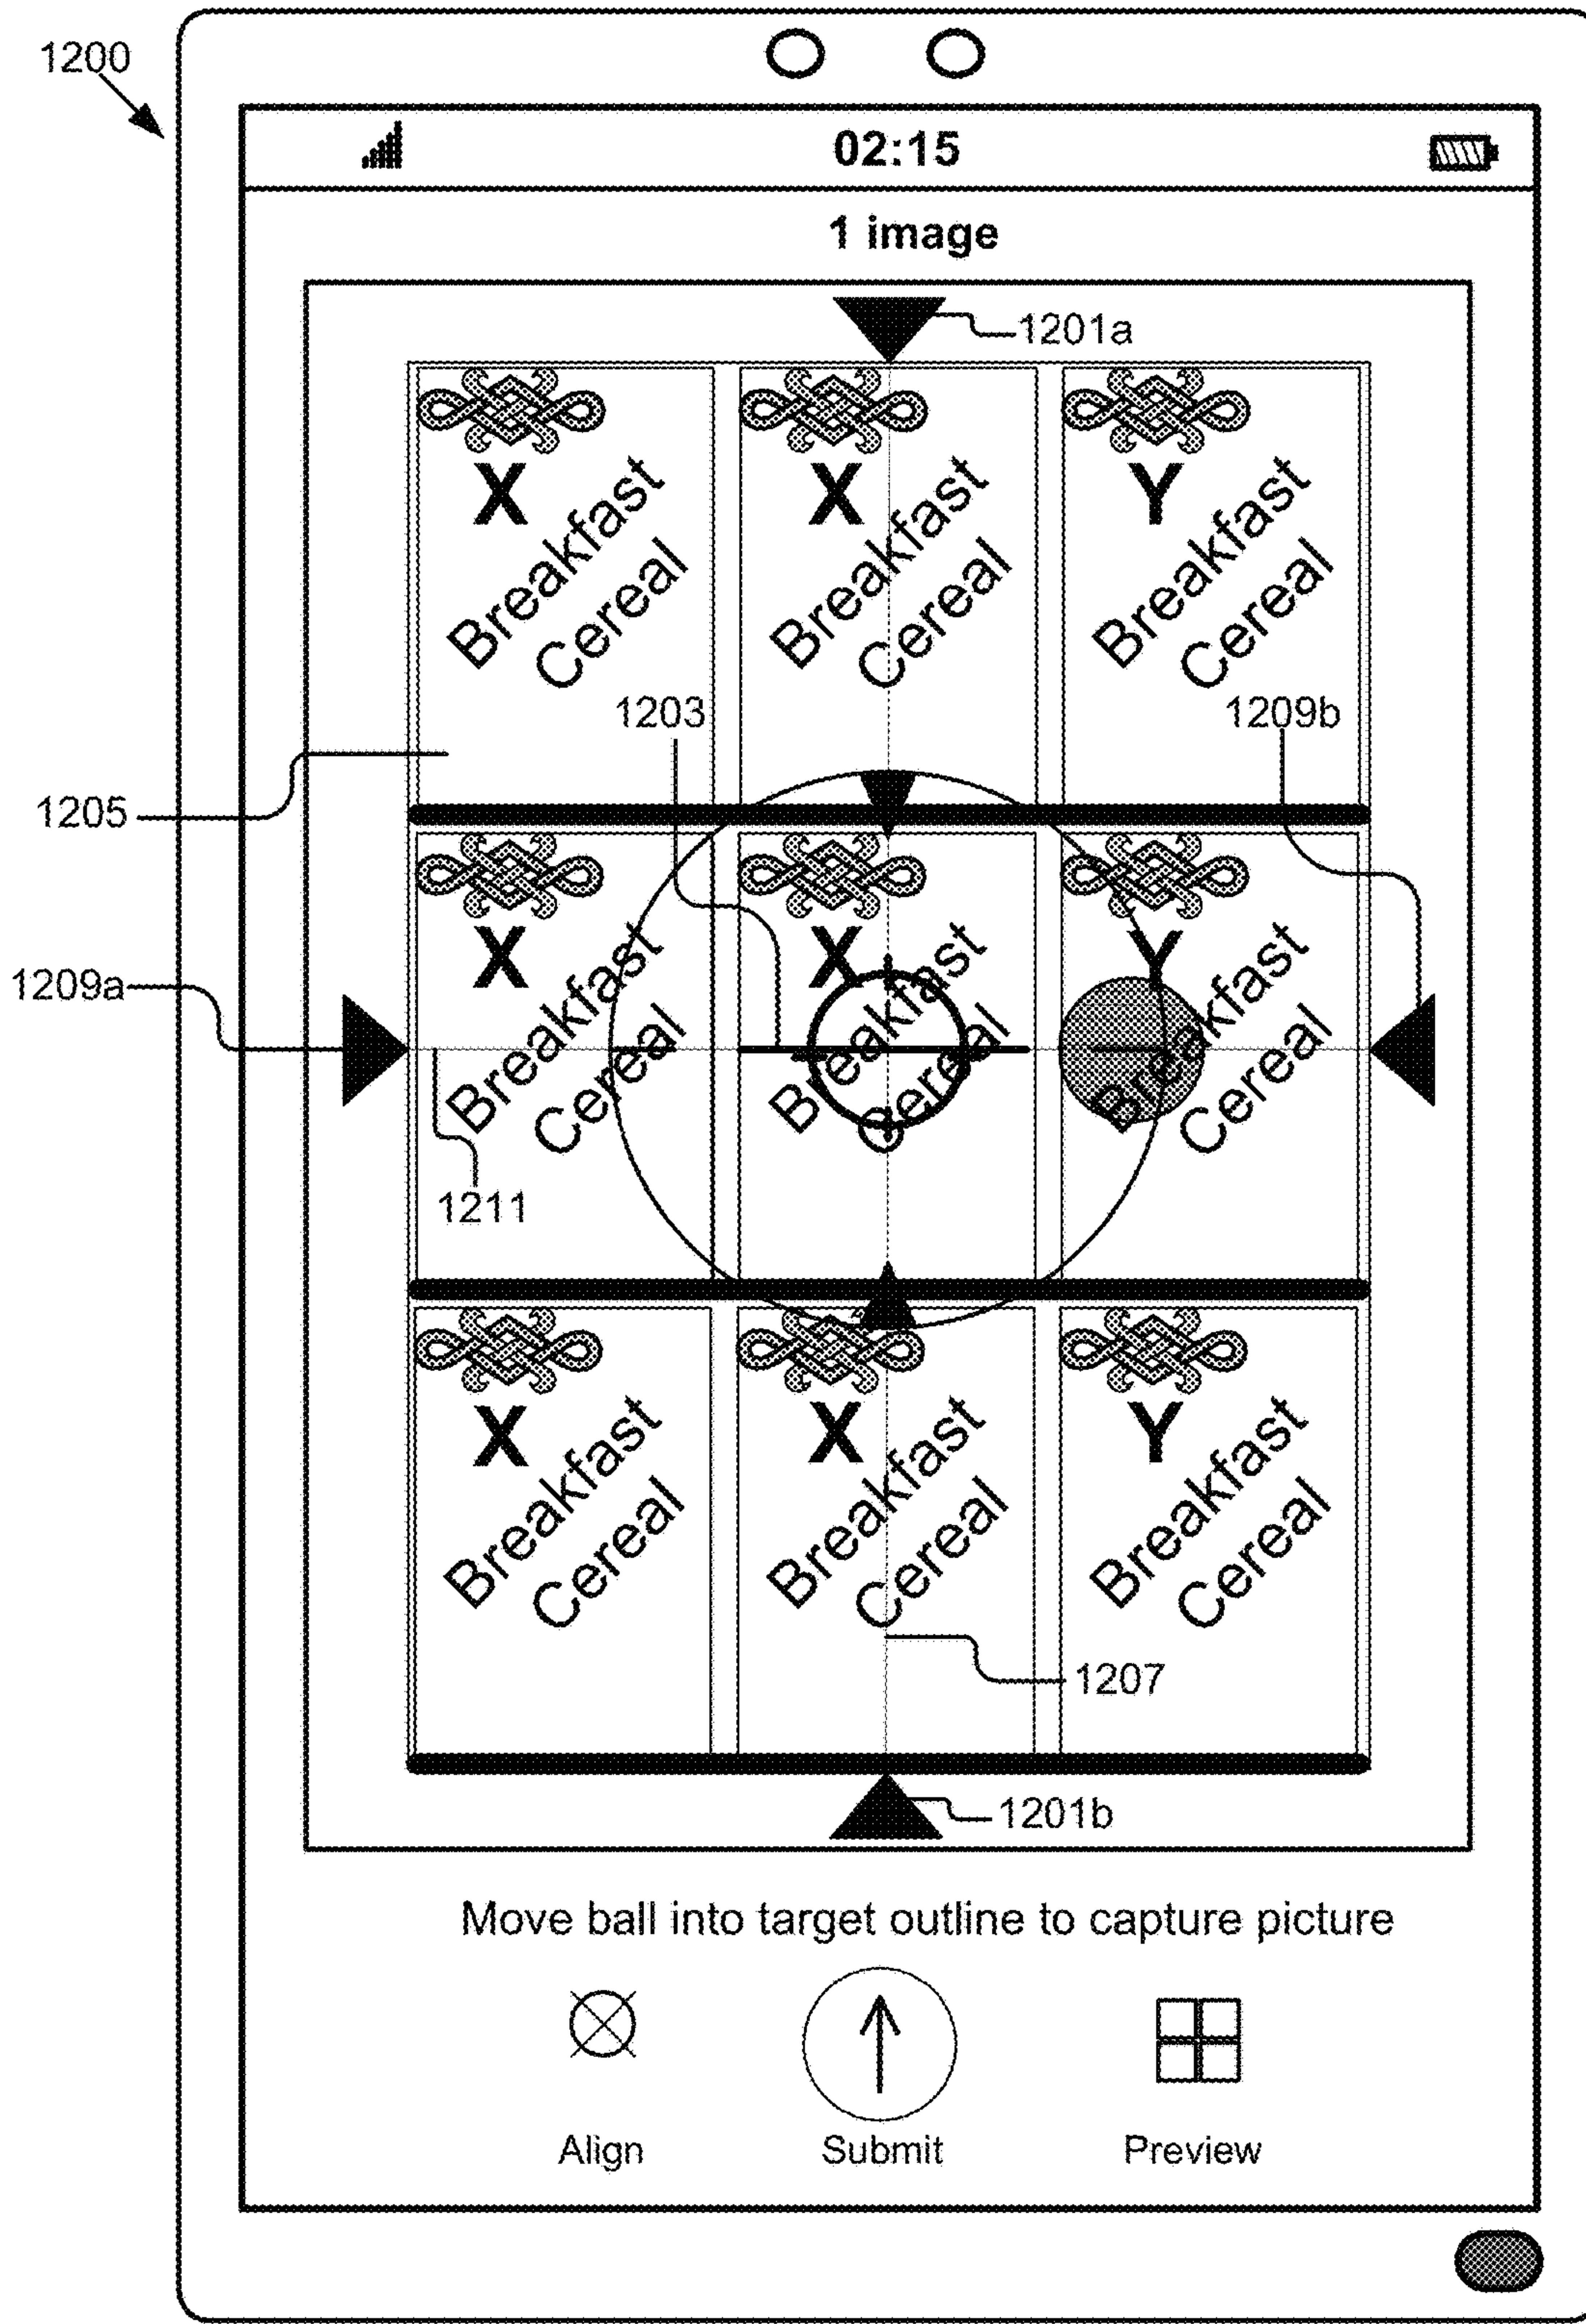 1200
02:15
1 image
1201a
X X Y
Breakfast Breakfast Breakfast
Cereal Cereal Cereal
1203 1209b
1205
X X Y
Breakfast Breakfast Breakfast
Cereal Cereal Cereal
1209a
1211
X X Y
Breakfast Breakfast Breakfast
Cereal Cereal Cereal
1207
1201b
Move ball into target outline to capture picture
Align Submit Preview